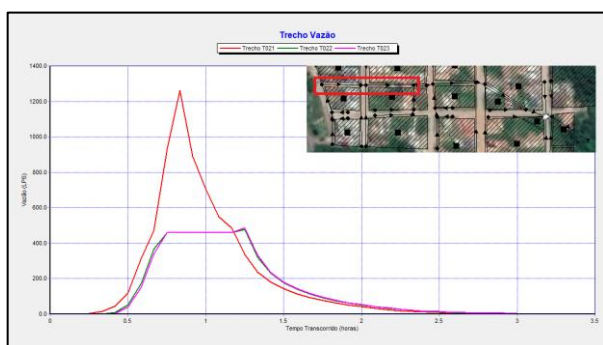 Trecho Vazão
Trecho T021 Trecho T022 Trecho T023
Vazão (LPS)
1400.0
1200.0
1000.0
800.0
600.0
400.0
200.0
0.0
0 0.5 1 1.5 2 2.5 3 3.5
Tempo Transcorrido (horas)